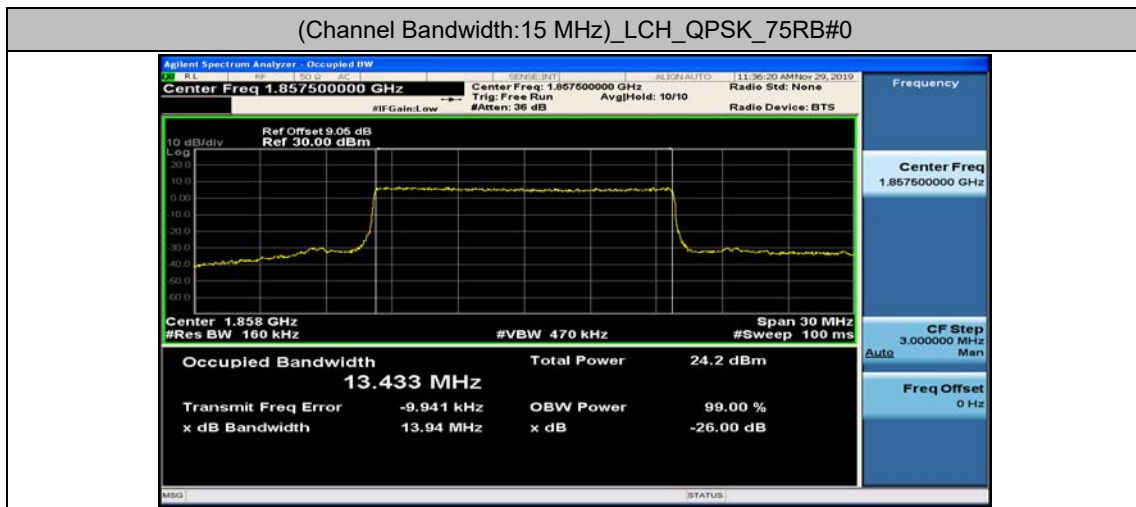 (Channel Bandwidth:15 MHz)_LCH_QPSK_75RB#0
Agilent Spectrum Analyzer - Occupied BW
RL RF 50 Ω AC SENSE:INT ALIGN AUTO 11:36:20 AM Nov 29, 2019
Center Freq 1.857500000 GHz Center Freq: 1.857500000 GHz Radio Std: None Frequency
Trig: Free Run Avg|Hold: 10/10
#IFGain:Low #Atten: 36 dB Radio Device: BTS
Ref Offset 9.05 dB
10 dB/div Ref 30.00 dBm
Log
20.0
10.0
0.00
-10.0
-20.0
-30.0
-40.0
-50.0
-60.0
Center Freq
1.857500000 GHz
Center 1.858 GHz Span 30 MHz
#Res BW 160 kHz #VBW 470 kHz #Sweep 100 ms
CF Step
3.000000 MHz
Auto Man
Occupied Bandwidth Total Power 24.2 dBm
13.433 MHz
Transmit Freq Error -9.941 kHz OBW Power 99.00 %
x dB Bandwidth 13.94 MHz x dB -26.00 dB
Freq Offset
0 Hz
MSG STATUS